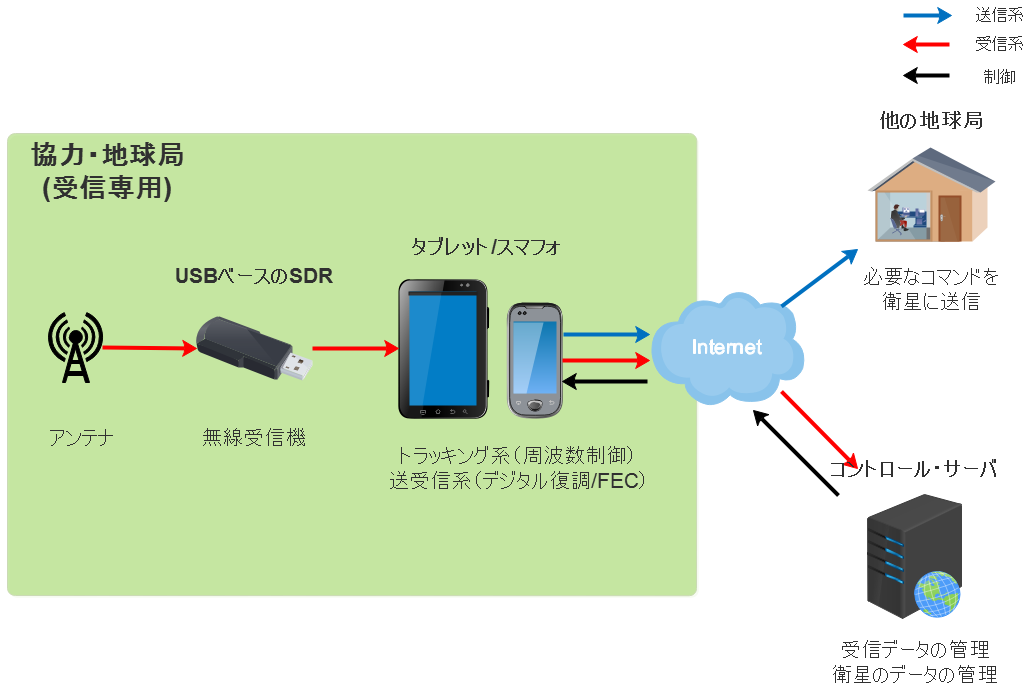 送信系
受信系
制御
他の地球局
協力・地球局
(受信専用)
タブレット/スマフォ
USBベースのSDR
必要なコマンドを
衛星に送信
Internet
アンテナ
無線受信機
トラッキング系（周波数制御）
送受信系（デジタル復調/FEC）
コントロール・サーバ
受信データの管理
衛星のデータの管理